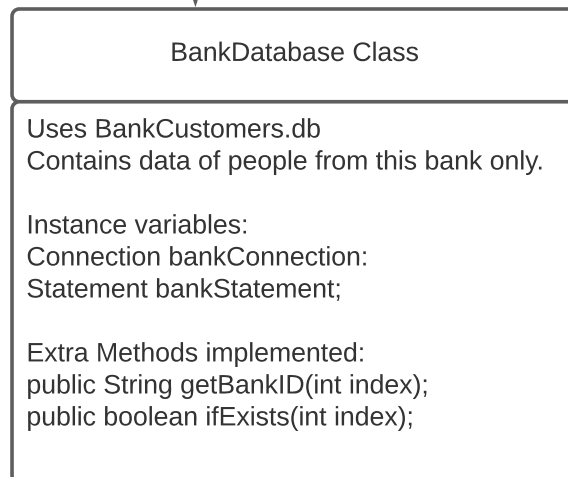 BankDatabase Class
Uses BankCustomers.db
Contains data of people from this bank only.
Instance variables:
Connection bankConnection:
Statement bankStatement;
Extra Methods implemented:
public String getBankID(int index);
public boolean ifExists(int index);